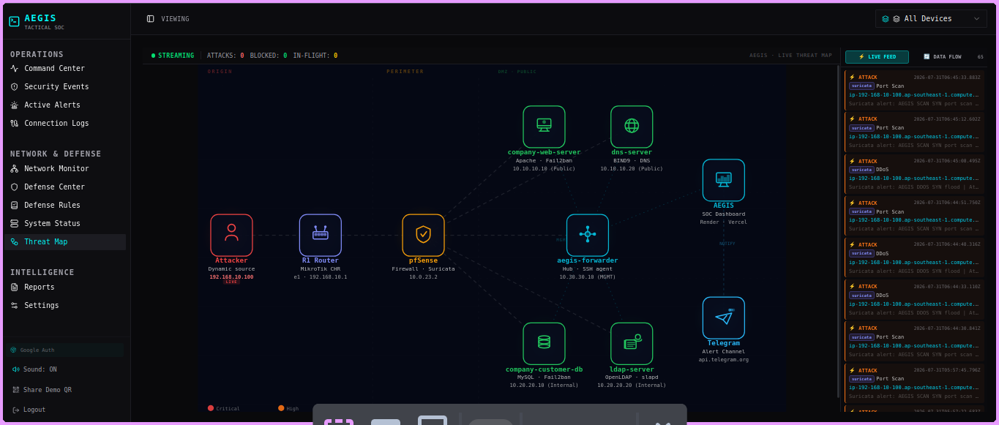 AEGIS
TACTICAL SOC
VIEWING
All Devices
OPERATIONS
Command Center
Security Events
Active Alerts
Connection Logs
NETWORK & DEFENSE
Network Monitor
Defense Center
Defense Rules
System Status
Threat Map
INTELLIGENCE
Reports
Settings
Google Auth
Sound: ON
Share Demo QR
Logout
STREAMING
ATTACKS: 0 BLOCKED: 0 IN-FLIGHT: 0
AEGIS · LIVE THREAT MAP
ORIGIN
PERIMETER
DMZ · PUBLIC
company-web-server
Apache · Fail2ban
10.10.10.10 (Public)
dns-server
BIND9 · DNS
10.10.10.20 (Public)
AEGIS
SOC Dashboard
Render · Vercel
NOTIFY
Attacker
Dynamic source
192.168.10.100
LIVE
R1 Router
MikroTik CHR
e1 · 192.168.10.1
pfSense
Firewall · Suricata
10.0.23.2
aegis-forwarder
Hub · SSH agent
10.30.30.10 (MGMT)
company-customer-db
MySQL · Fail2ban
10.20.20.10 (Internal)
ldap-server
OpenLDAP · slapd
10.20.20.20 (Internal)
Telegram
Alert Channel
api.telegram.org
Critical
High
LIVE FEED
DATA FLOW
ATTACK 2026-07-31T06:45:33.883Z
suricata Port Scan
ip-192-168-10-100.ap-southeast-1.compute...
Suricata alert: AEGIS SCAN SYN port scan …
ATTACK 2026-07-31T06:45:12.602Z
suricata Port Scan
ip-192-168-10-100.ap-southeast-1.compute...
Suricata alert: AEGIS SCAN SYN port scan …
ATTACK 2026-07-31T06:45:08.495Z
suricata DDoS
ip-192-168-10-100.ap-southeast-1.compute...
Suricata alert: AEGIS DDOS SYN flood | At…
ATTACK 2026-07-31T06:44:51.750Z
suricata Port Scan
ip-192-168-10-100.ap-southeast-1.compute...
Suricata alert: AEGIS SCAN SYN port scan …
ATTACK 2026-07-31T06:44:48.316Z
suricata DDoS
ip-192-168-10-100.ap-southeast-1.compute...
Suricata alert: AEGIS DDOS SYN flood | At…
ATTACK 2026-07-31T06:44:33.110Z
suricata DDoS
ip-192-168-10-100.ap-southeast-1.compute...
Suricata alert: AEGIS DDOS SYN flood | At…
ATTACK 2026-07-31T06:44:30.841Z
suricata Port Scan
ip-192-168-10-100.ap-southeast-1.compute...
Suricata alert: AEGIS SCAN SYN port scan …
ATTACK 2026-07-31T05:57:45.796Z
suricata Port Scan
ip-192-168-10-100.ap-southeast-1.compute...
Suricata alert: AEGIS SCAN SYN port scan …